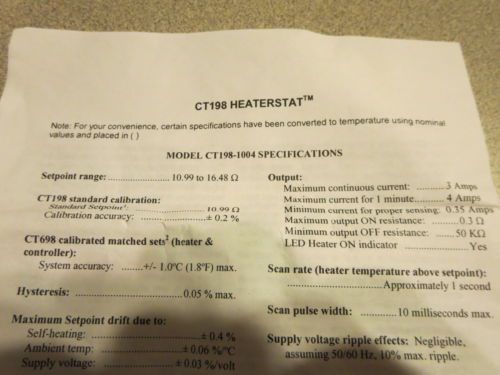 CT198 HEATERSTAT™
Note: For your convenience, certain specifications have been converted to temperature using nominal
values and placed in ( )
MODEL CT198-1004 SPECIFICATIONS
Setpoint range: ........................ 10.99 to 16.48 Ω
CT198 standard calibration:
Standard Setpoint¹: ........................ 10.99 Ω
Calibration accuracy: ........................ ± 0.2 %
CT698 calibrated matched sets² (heater &
controller):
System accuracy: ........+/- 1.0°C (1.8°F) max.
Hysteresis: ........................................0.05 % max.
Maximum Setpoint drift due to:
Self-heating: ........................................± 0.4 %
Ambient temp: ........................± 0.06 %/°C
Supply voltage: ........................± 0.03 %/volt
Output:
Maximum continuous current: ............ 3 Amps
Maximum current for 1 minute.............. 4 Amps
Minimum current for proper sensing: 0.35 Amps
Maximum output ON resistance: ............ 0.3 Ω
Minimum output OFF resistance: ...... 50 KΩ
LED Heater ON indicator ........................ Yes
Scan rate (heater temperature above setpoint):
................................Approximately 1 second
Scan pulse width: ............ 10 milliseconds max.
Supply voltage ripple effects: Negligible,
assuming 50/60 Hz, 10% max. ripple.